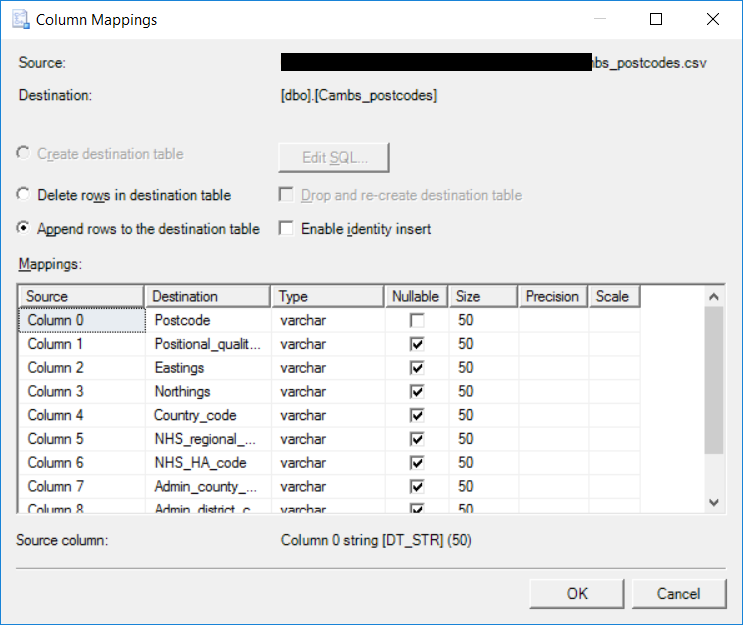 Column Mappings
Source: bs_postcodes.csv
Destination: [dbo].[Cambs_postcodes]
Create destination table Edit SQL...
Delete rows in destination table Drop and re-create destination table
Append rows to the destination table Enable identity insert
Mappings:
Source Destination Type Nullable Size Precision Scale
Column 0 Postcode varchar 50
Column 1 Positional_qualit... varchar 50
Column 2 Eastings varchar 50
Column 3 Northings varchar 50
Column 4 Country_code varchar 50
Column 5 NHS_regional_... varchar 50
Column 6 NHS_HA_code varchar 50
Column 7 Admin_county_... varchar 50
Column 8 Admin_district_c... varchar 50
Source column: Column 0 string [DT_STR] (50)
OK Cancel